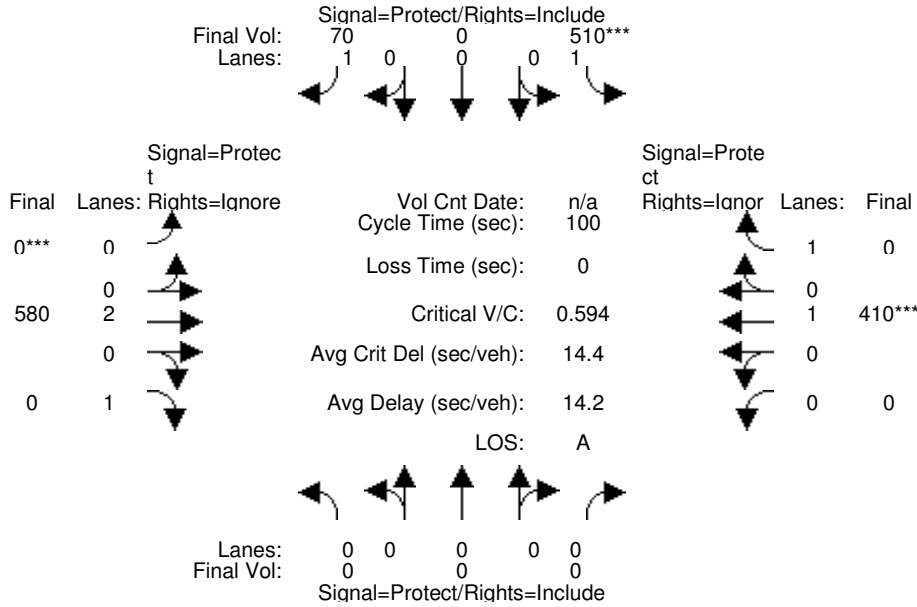 Signal=Protect/Rights=Include
Final Vol: 70 0 510***
Lanes: 1 0 0 0 1
Signal=Protec
t
Signal=Prote
ct
Final Lanes: Rights=Ignore Vol Cnt Date: n/a Rights=Ignor Lanes: Final
Cycle Time (sec): 100
0*** 0 1 0
Loss Time (sec): 0
0 0
580 2 Critical V/C: 0.594 1 410***
0 Avg Crit Del (sec/veh): 14.4 0
0 1 Avg Delay (sec/veh): 14.2 0 0
LOS: A
Lanes: 0 0 0 0 0
Final Vol: 0 0 0
Signal=Protect/Rights=Include